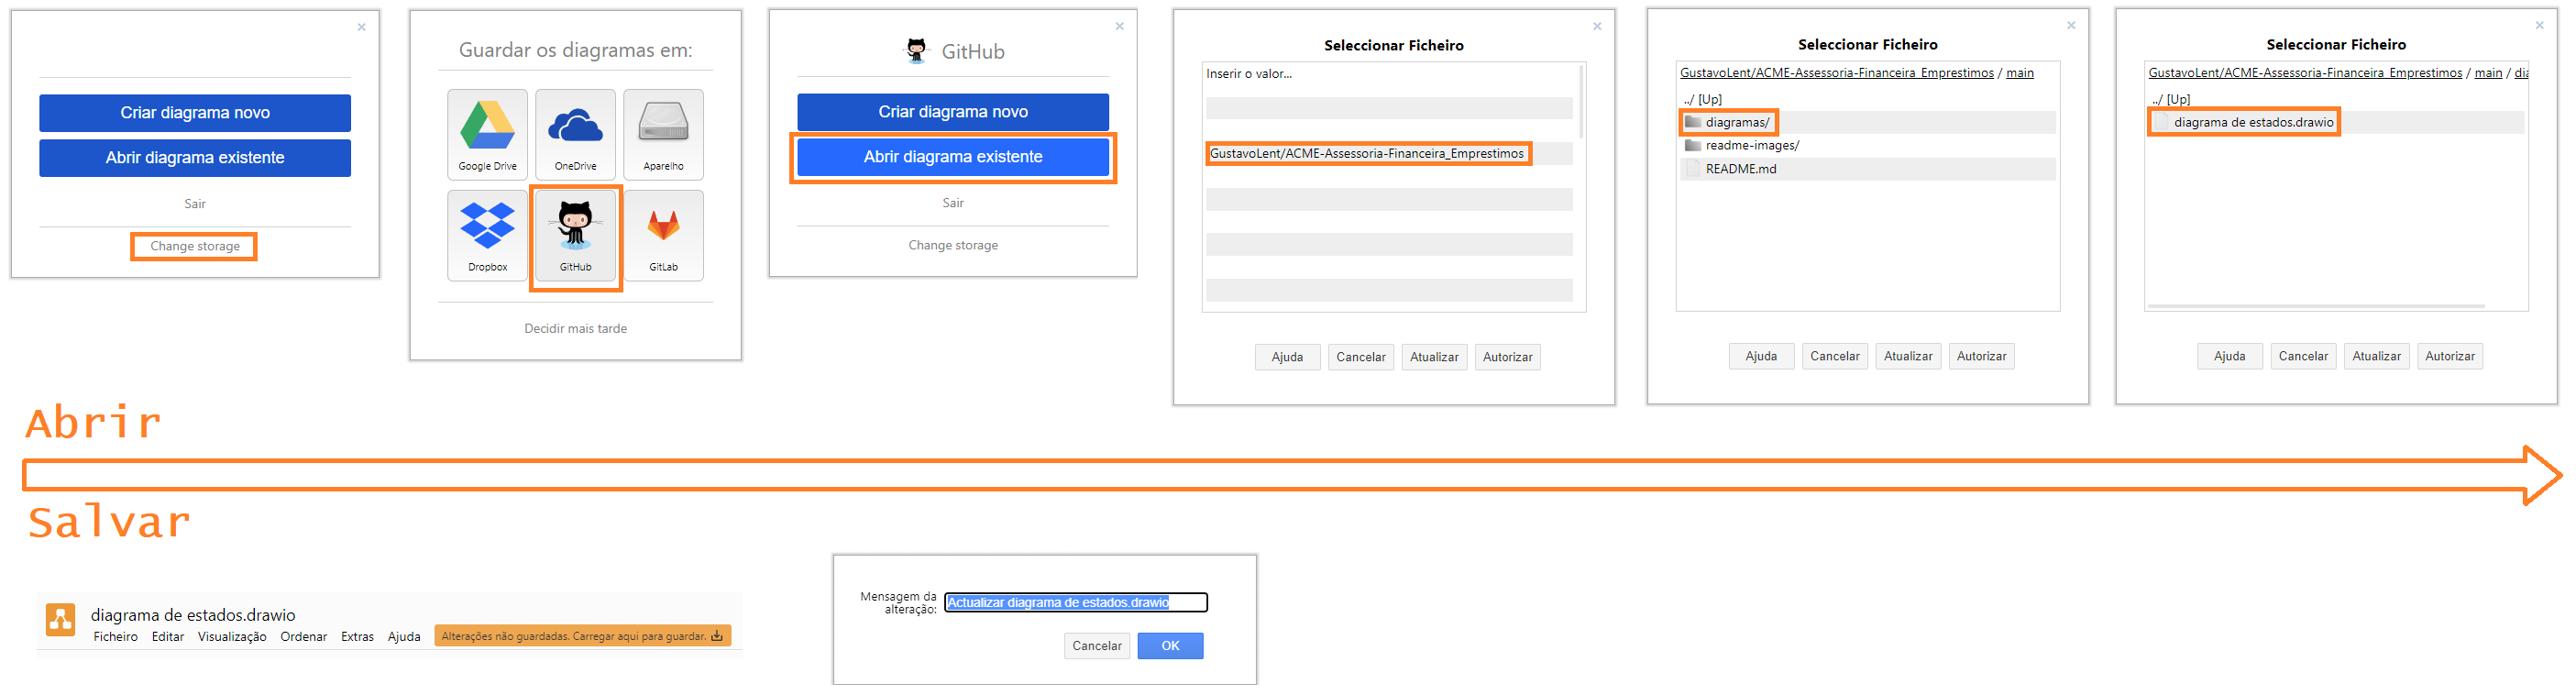 ×
Criar diagrama novo
Abrir diagrama existente
Sair
Change storage
Guardar os diagramas em:
Google Drive
OneDrive
Aparelho
Dropbox
GitHub
GitLab
Decidir mais tarde
×
GitHub
Criar diagrama novo
Abrir diagrama existente
Sair
Change storage
×
Seleccionar Ficheiro
Inserir o valor...
GustavoLent/ACME-Assessoria-Financeira_Emprestimos
Ajuda
Cancelar
Atualizar
Autorizar
×
Seleccionar Ficheiro
GustavoLent/ACME-Assessoria-Financeira_Emprestimos / main
../ [Up]
diagramas/
readme-images/
README.md
Ajuda
Cancelar
Atualizar
Autorizar
×
Seleccionar Ficheiro
GustavoLent/ACME-Assessoria-Financeira_Emprestimos / main / dia
../ [Up]
diagrama de estados.drawio
Ajuda
Cancelar
Atualizar
Autorizar
Abrir
Salvar
diagrama de estados.drawio
Ficheiro Editar Visualização Ordenar Extras Ajuda Alterações não guardadas. Carregar aqui para guardar.
Mensagem da
alteração:
Actualizar diagrama de estados.drawio
Cancelar
OK